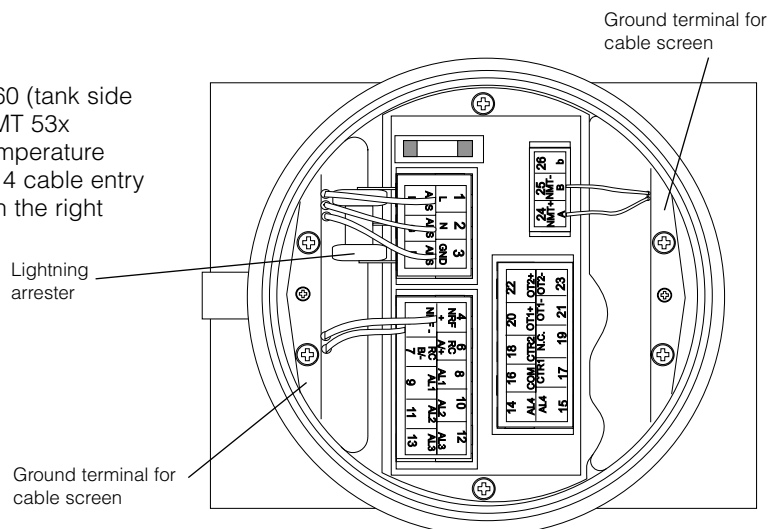 Ground terminal for
cable screen
60 (tank side
MT 53x
mperature
4 cable entry
n the right
Lightning
arrester
Ground terminal for
cable screen
1 L A/S
2 N A/S
3 GND A/S
26 b
25 NMT- B
24 NMT+ A
4 NRF +
NRF -
6 RC A/+
7 RC B/-
8 AL1
9 AL1
10 AL2
11 AL2
12 AL3
13 AL3
22 OT2+ OT2- 23
20 OT1+ OT1- 21
18 CTR2 N.C. 19
16 COM CTR1 17
14 AL4 AL4 15